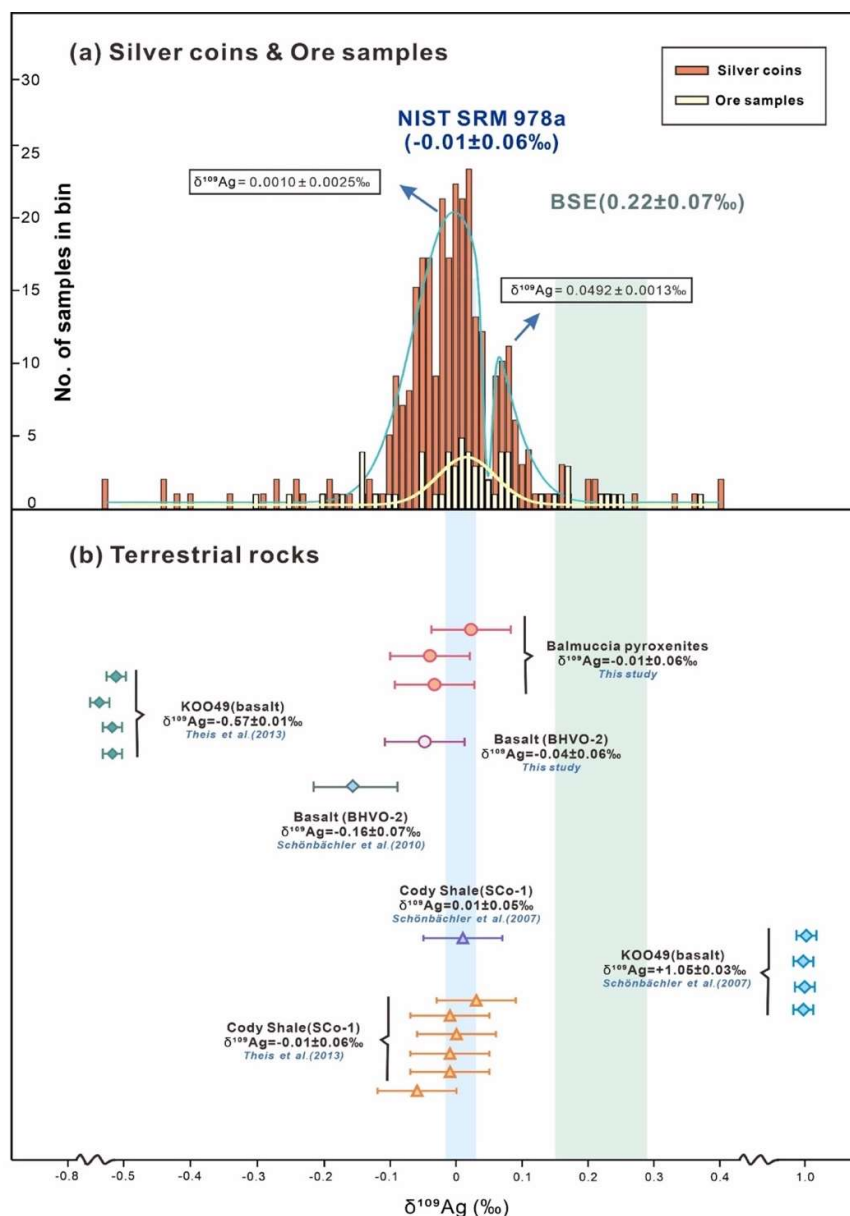 (a) Silver coins & Ore samples
Silver coins
Ore samples
NIST SRM 978a
(-0.01±0.06‰)
δ¹⁰⁹Ag = 0.0010 ± 0.0025‰
BSE(0.22±0.07‰)
δ¹⁰⁹Ag = 0.0492 ± 0.0013‰
No. of samples in bin
30
25
20
15
10
5
0
(b) Terrestrial rocks
Balmuccia pyroxenites
δ¹⁰⁹Ag=-0.01±0.06‰
This study
KOO49(basalt)
δ¹⁰⁹Ag=-0.57±0.01‰
Theis et al.(2013)
Basalt (BHVO-2)
δ¹⁰⁹Ag=-0.04±0.06‰
This study
Basalt (BHVO-2)
δ¹⁰⁹Ag=-0.16±0.07‰
Schönbächler et al.(2010)
Cody Shale(SCo-1)
δ¹⁰⁹Ag=0.01±0.05‰
Schönbächler et al.(2007)
KOO49(basalt)
δ¹⁰⁹Ag=+1.05±0.03‰
Schönbächler et al.(2007)
Cody Shale(SCo-1)
δ¹⁰⁹Ag=-0.01±0.06‰
Theis et al.(2013)
-0.8 -0.5 -0.3 -0.2 -0.1 0 0.1 0.2 0.3 0.4 1.0
δ¹⁰⁹Ag (‰)